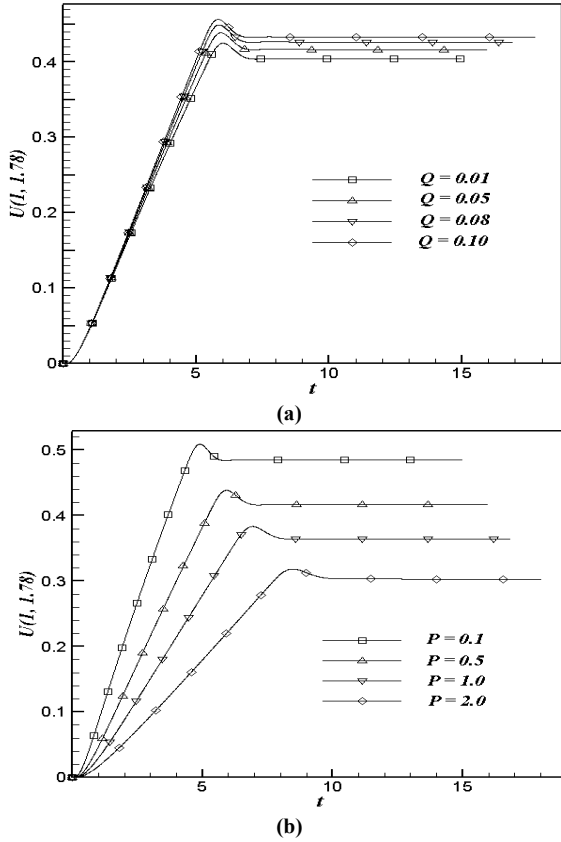 0.4
0.3
0.2
0.1
0
U(1, 1.78)
Q = 0.01
Q = 0.05
Q = 0.08
Q = 0.10
0 5 10 15
t
(a)
0.5
0.4
0.3
0.2
0.1
0
U(1, 1.78)
P = 0.1
P = 0.5
P = 1.0
P = 2.0
0 5 10 15
t
(b)